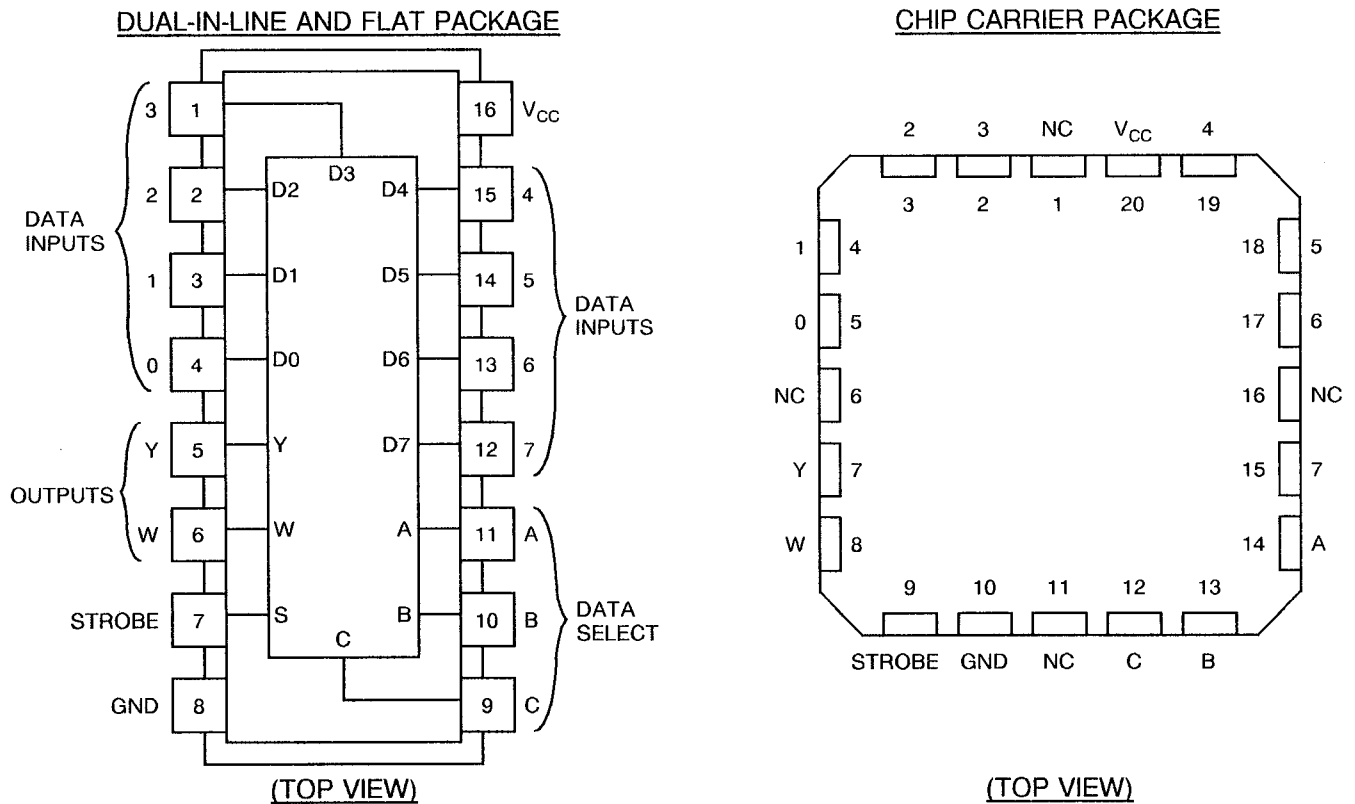 DUAL-IN-LINE AND FLAT PACKAGE
3 1 16 VCC
D3
2 2 D2 D4 15 4
DATA
INPUTS
1 3 D1 D5 14 5
DATA
INPUTS
0 4 D0 D6 13 6
Y 5 Y D7 12 7
OUTPUTS
W 6 W A 11 A
STROBE 7 S B 10 B
DATA
SELECT
C
GND 8 9 C
(TOP VIEW)
CHIP CARRIER PACKAGE
2 3 NC VCC 4
3 2 1 20 19
1 4 18 5
0 5 17 6
NC 6 16 NC
Y 7 15 7
W 8 14 A
9 10 11 12 13
STROBE GND NC C B
(TOP VIEW)